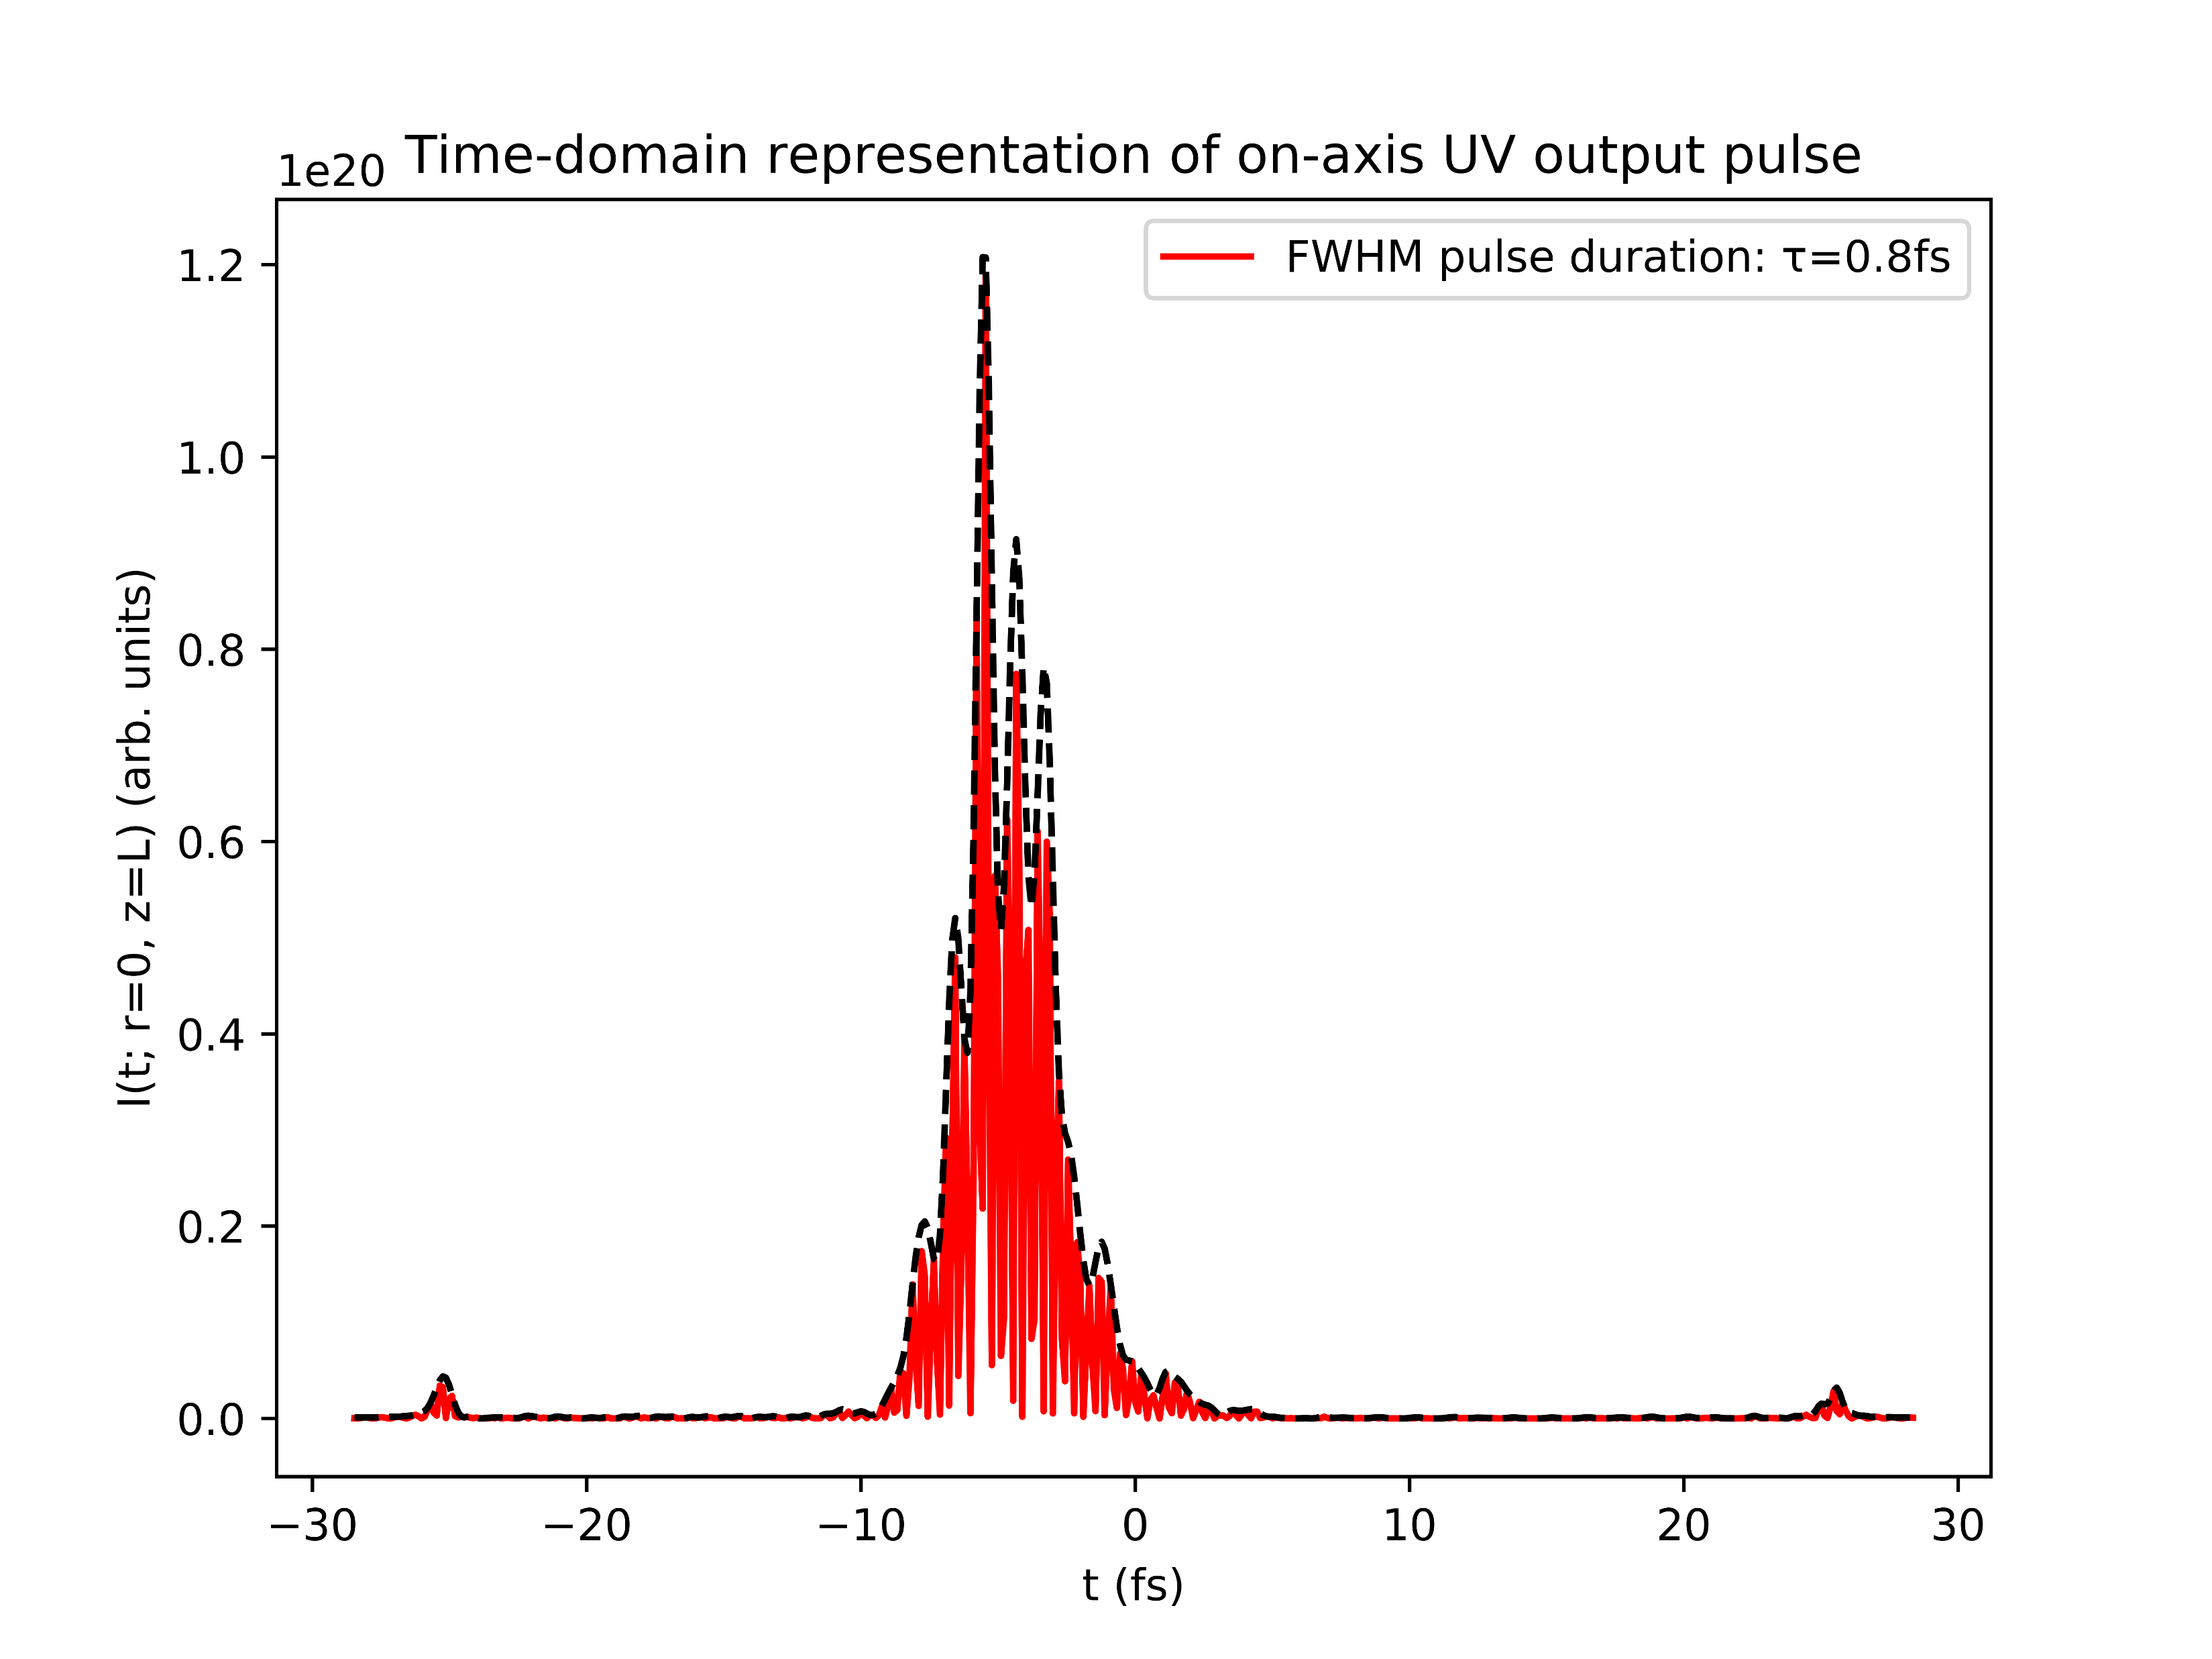 Time-domain representation of on-axis UV output pulse
1e20
FWHM pulse duration: τ=0.8fs
I(t; r=0, z=L) (arb. units)
1.2
1.0
0.8
0.6
0.4
0.2
0.0
−30 −20 −10 0 10 20 30
t (fs)